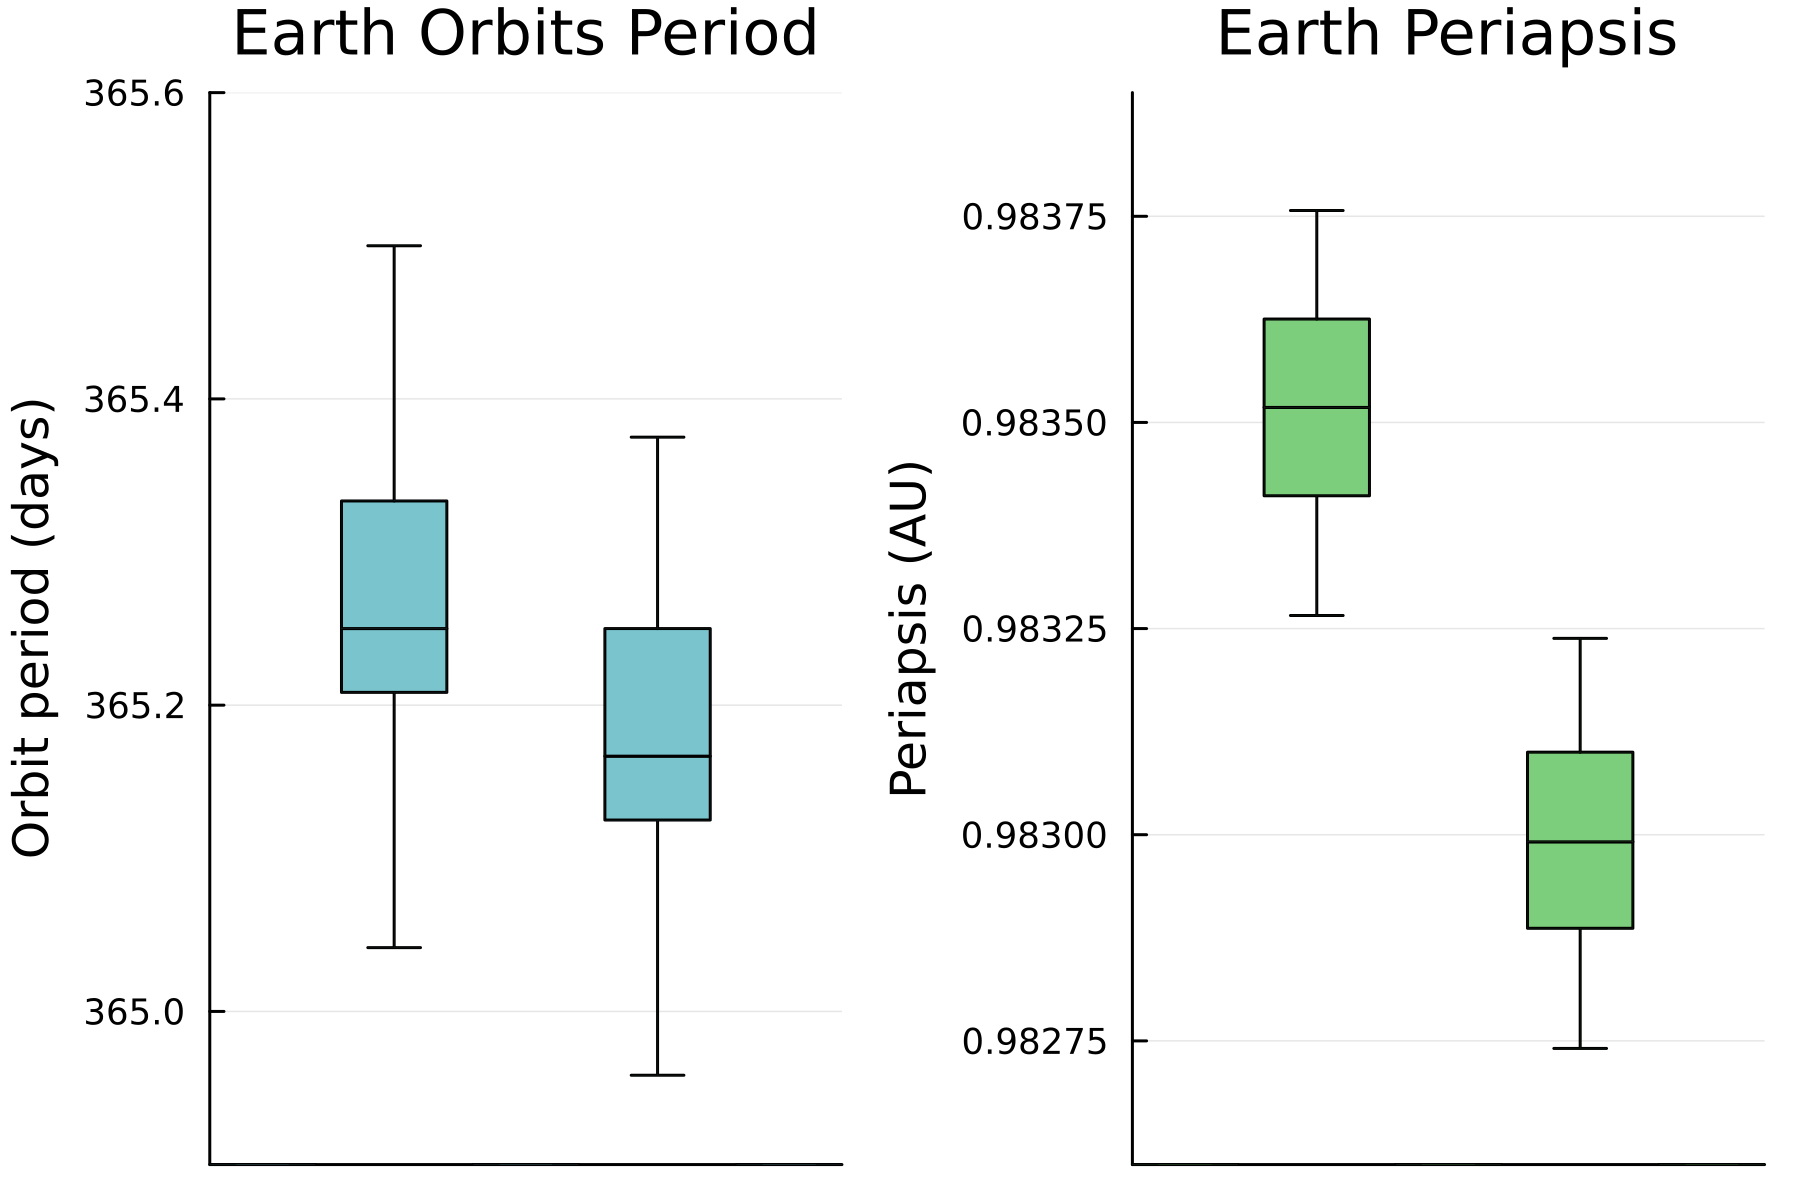 Earth Orbits Period
Orbit period (days)
365.6
365.4
365.2
365.0
Earth Periapsis
Periapsis (AU)
0.98375
0.98350
0.98325
0.98300
0.98275